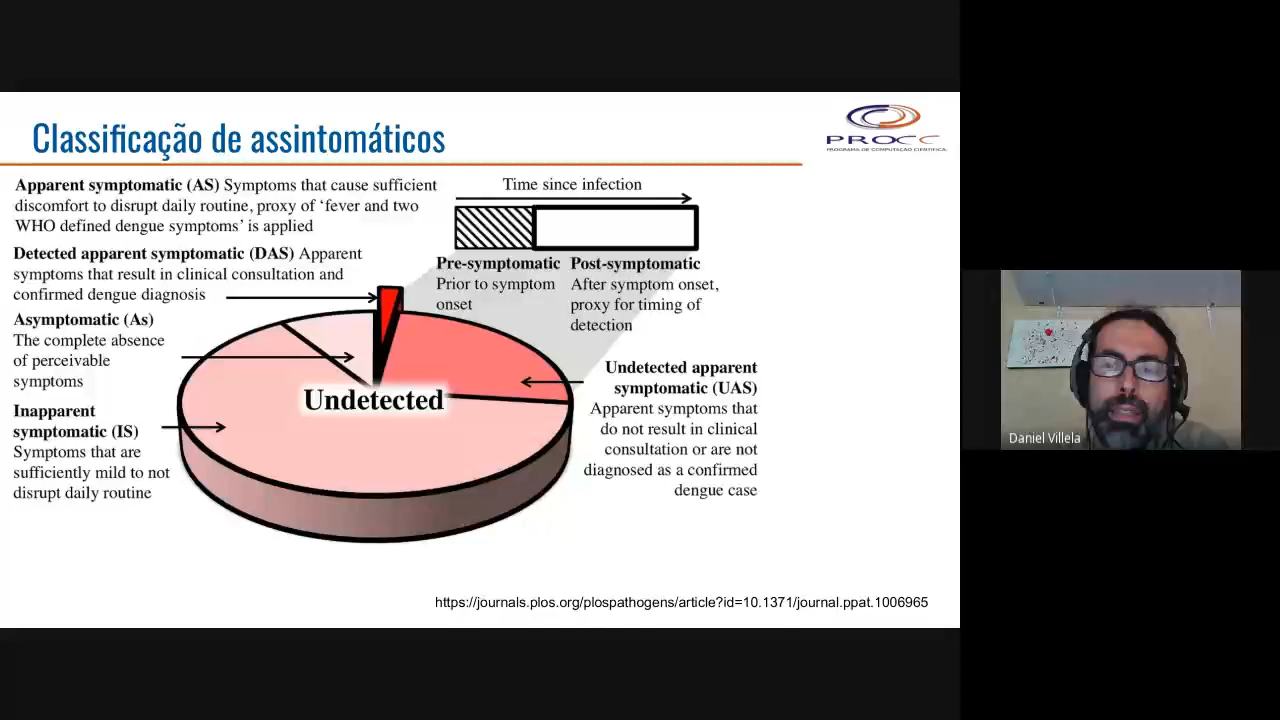 Classificação de assintomáticos
PROCC
PROGRAMA DE COMPUTAÇÃO CIENTÍFICA
Apparent symptomatic (AS) Symptoms that cause sufficient
discomfort to disrupt daily routine, proxy of ‘fever and two
WHO defined dengue symptoms’ is applied
Detected apparent symptomatic (DAS) Apparent
symptoms that result in clinical consultation and
confirmed dengue diagnosis
Asymptomatic (As)
The complete absence
of perceivable
symptoms
Inapparent
symptomatic (IS)
Symptoms that are
sufficiently mild to not
disrupt daily routine
Undetected
Time since infection
Pre-symptomatic
Prior to symptom
onset
Post-symptomatic
After symptom onset,
proxy for timing of
detection
Undetected apparent
symptomatic (UAS)
Apparent symptoms that
do not result in clinical
consultation or are not
diagnosed as a confirmed
dengue case
https://journals.plos.org/plospathogens/article?id=10.1371/journal.ppat.1006965
Daniel Villela